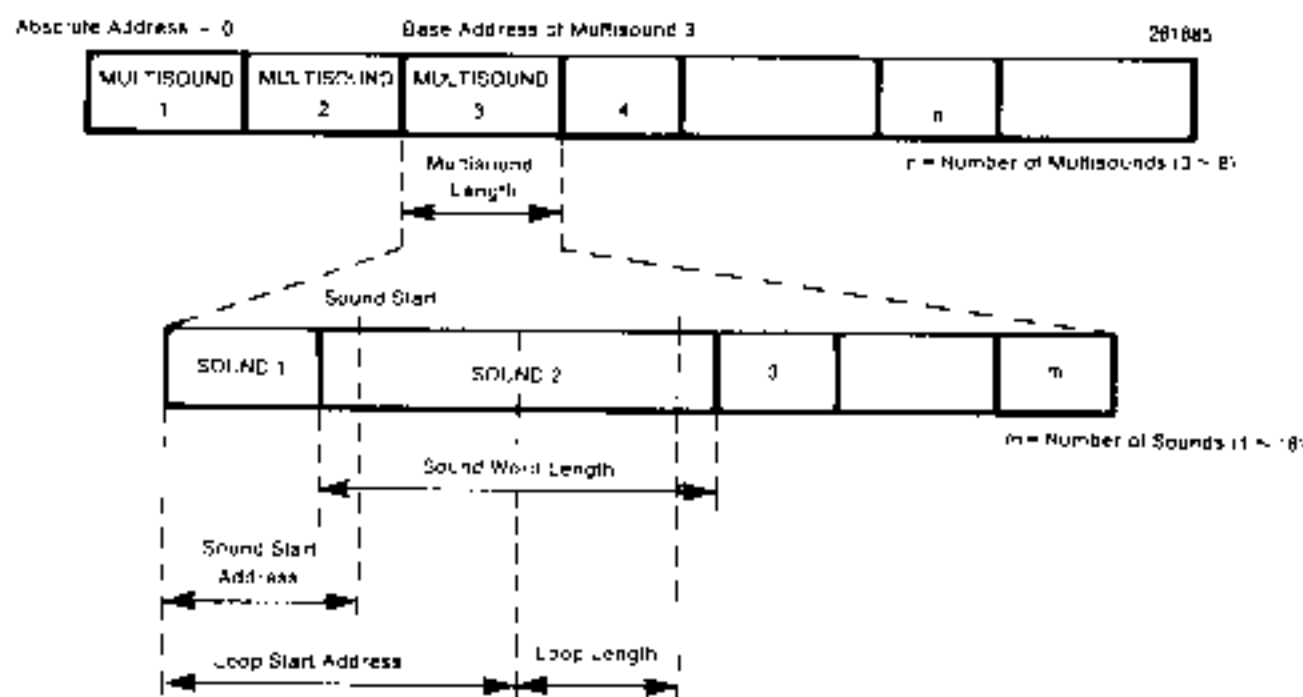 Absolute Address = 0
Base Address of Multisound 3
MULTISOUND 1
MULTISOUND 2
MULTISOUND 3
4
n
n = Number of Multisounds
Multisound
Length
Sound Start
SOUND 1
SOUND 2
3
m
m = Number of Sounds
Sound Word Length
Sound Start
Address
Loop Start Address
Loop Length